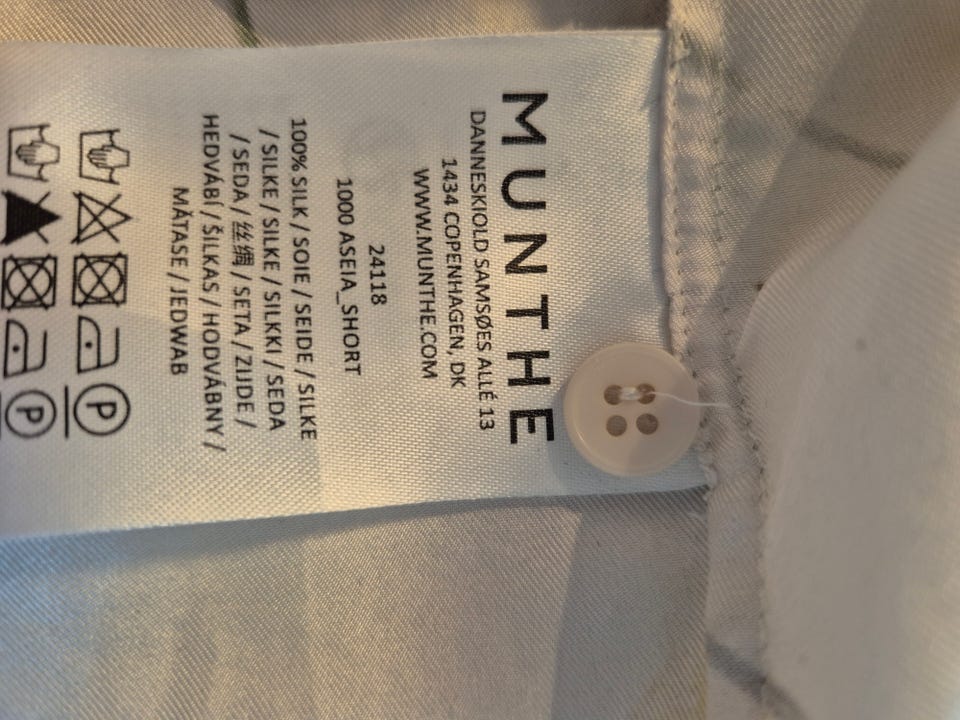 MUNTHE
DANNESKIOLD SAMSØES ALLÉ 13
1434 COPENHAGEN, DK
WWW.MUNTHE.COM
24118
1000 ASEIA_SHORT
100% SILK / SOIE / SEIDE / SILKE
/ SILKE / SILKE / SILKKI / SEDA
/ SEDA / 丝绸 / SETA / ZIJDE /
HEDVÁBÍ / ŠILKAS / HODVÁBNY /
MĂTASE / JEDWAB
P
P